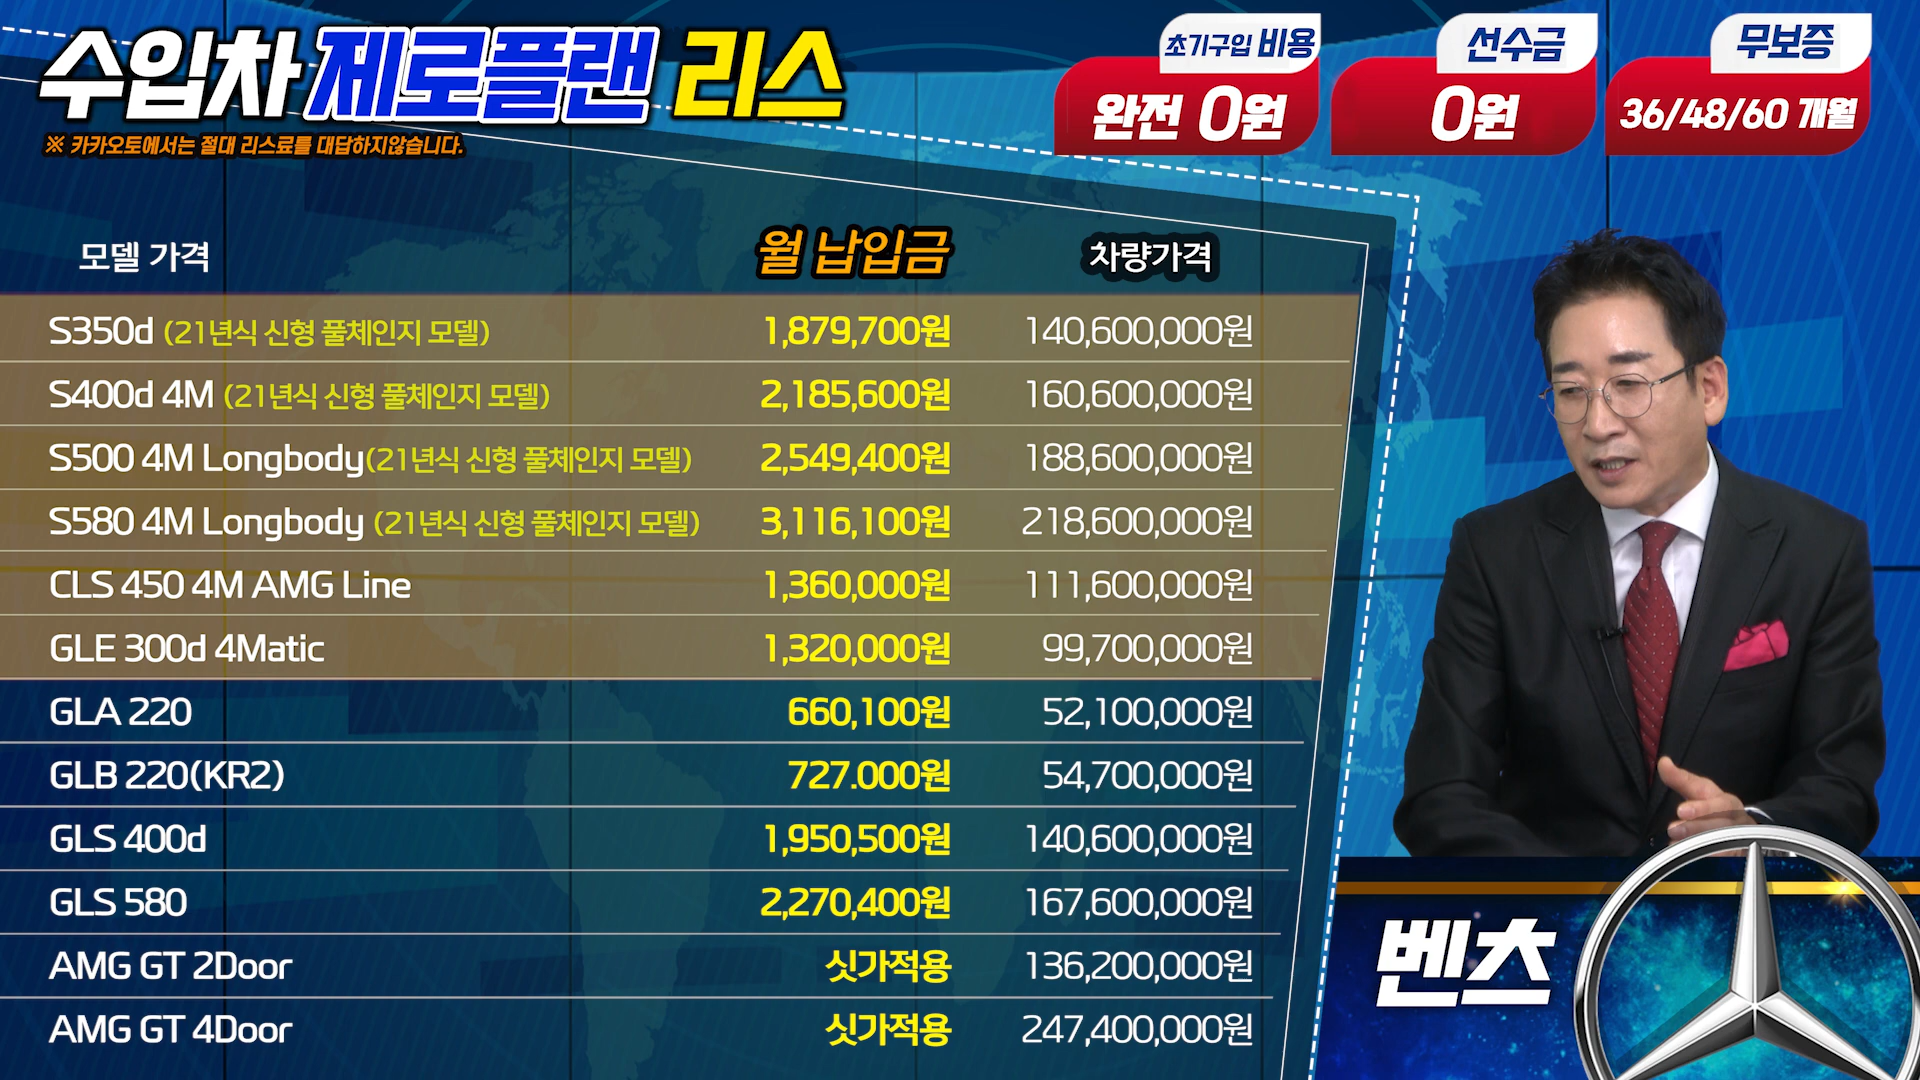 수입차 제로플랜 리스
※ 카카오토에서는 절대 리스료를 대답하지않습니다.
초기구입 비용
완전 0원
선수금
0원
무보증
36/48/60 개월
모델 가격 월 납입금 차량가격
S350d (21년식 신형 풀체인지 모델) 1,879,700원 140,600,000원
S400d 4M (21년식 신형 풀체인지 모델) 2,185,600원 160,600,000원
S500 4M Longbody(21년식 신형 풀체인지 모델) 2,549,400원 188,600,000원
S580 4M Longbody (21년식 신형 풀체인지 모델) 3,116,100원 218,600,000원
CLS 450 4M AMG Line 1,360,000원 111,600,000원
GLE 300d 4Matic 1,320,000원 99,700,000원
GLA 220 660,100원 52,100,000원
GLB 220(KR2) 727.000원 54,700,000원
GLS 400d 1,950,500원 140,600,000원
GLS 580 2,270,400원 167,600,000원
AMG GT 2Door 싯가적용 136,200,000원
AMG GT 4Door 싯가적용 247,400,000원
벤츠